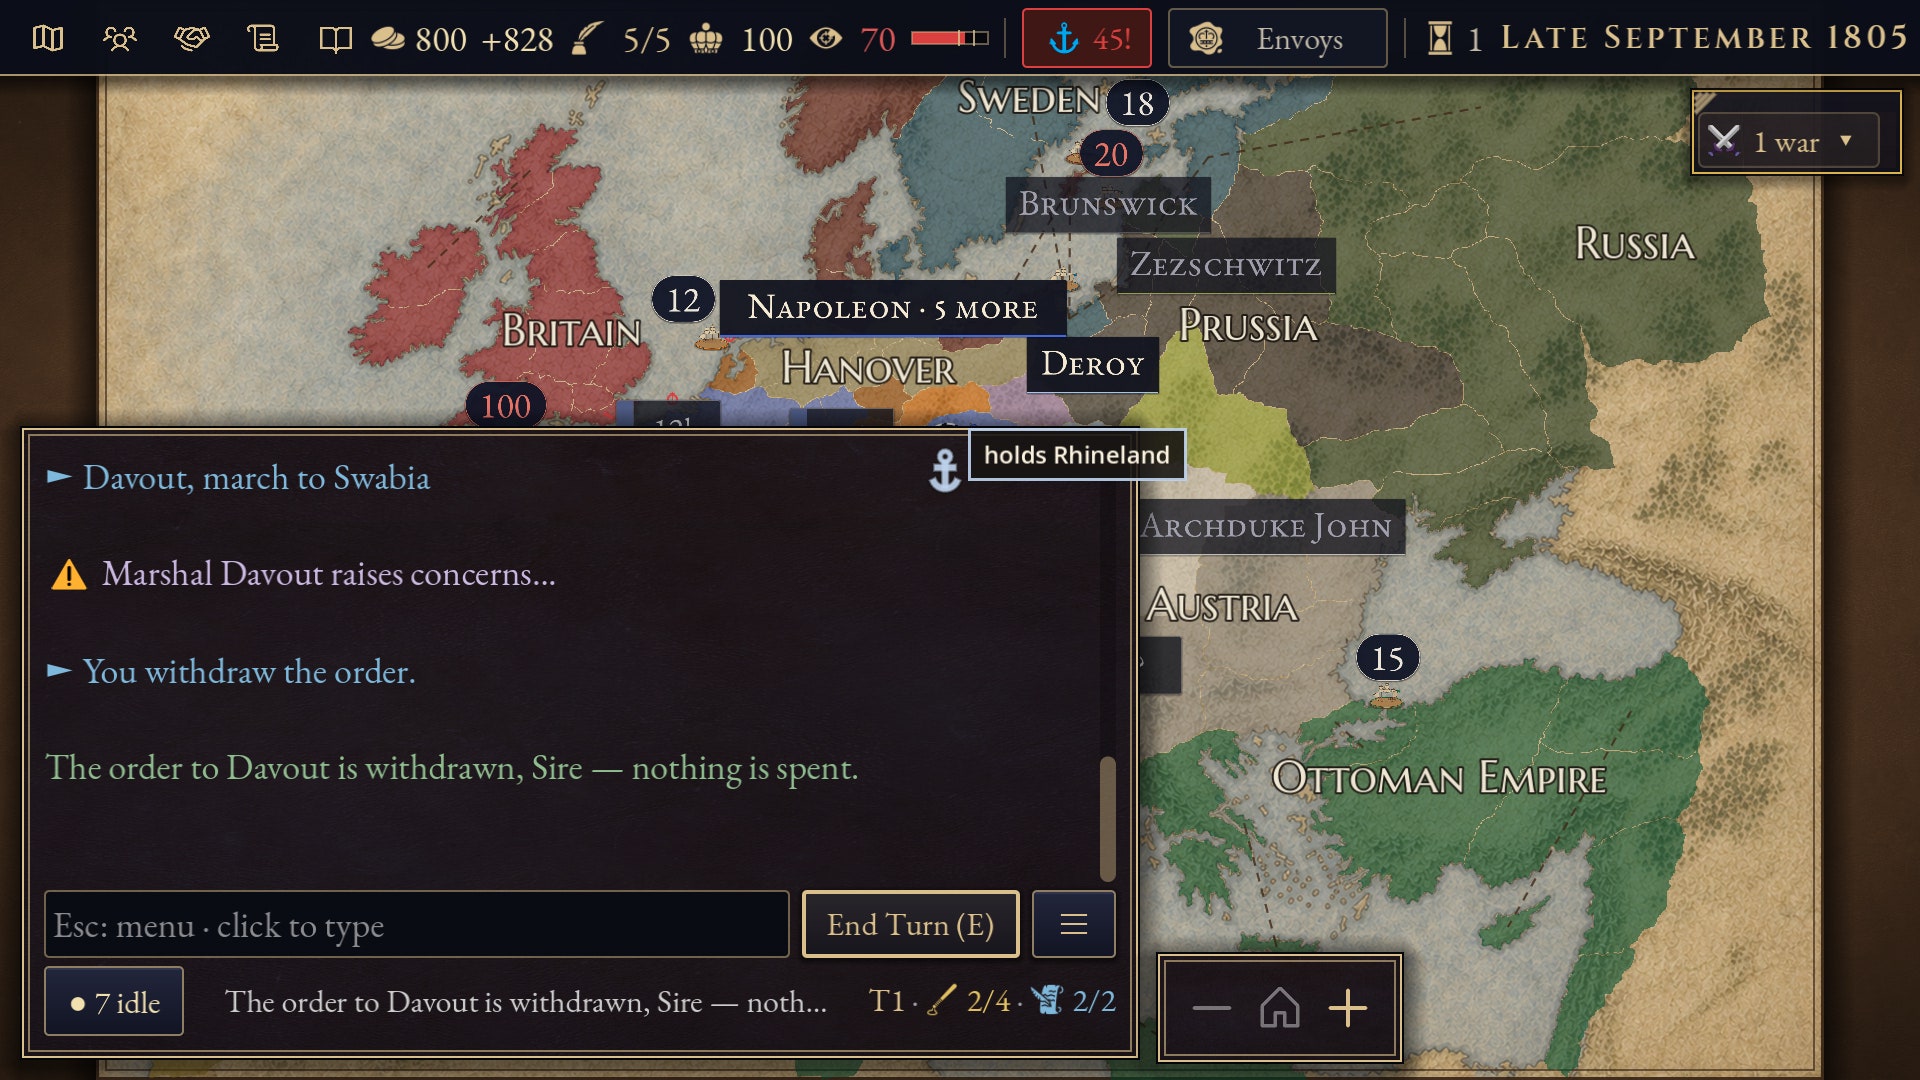 800 +828 5/5 100 70 45! Envoys 1 Late September 1805
1 war ▼
Sweden 18
20
Brunswick
Russia
Zezschwitz
12 Napoleon · 5 more
Britain
Prussia
Hanover
Deroy
100
► Davout, march to Swabia
holds Rhineland
Archduke John
Marshal Davout raises concerns...
Austria
► You withdraw the order.
15
The order to Davout is withdrawn, Sire — nothing is spent.
Ottoman Empire
Esc: menu · click to type
End Turn (E)
7 idle
The order to Davout is withdrawn, Sire — noth...
T1 · 2/4 · 2/2